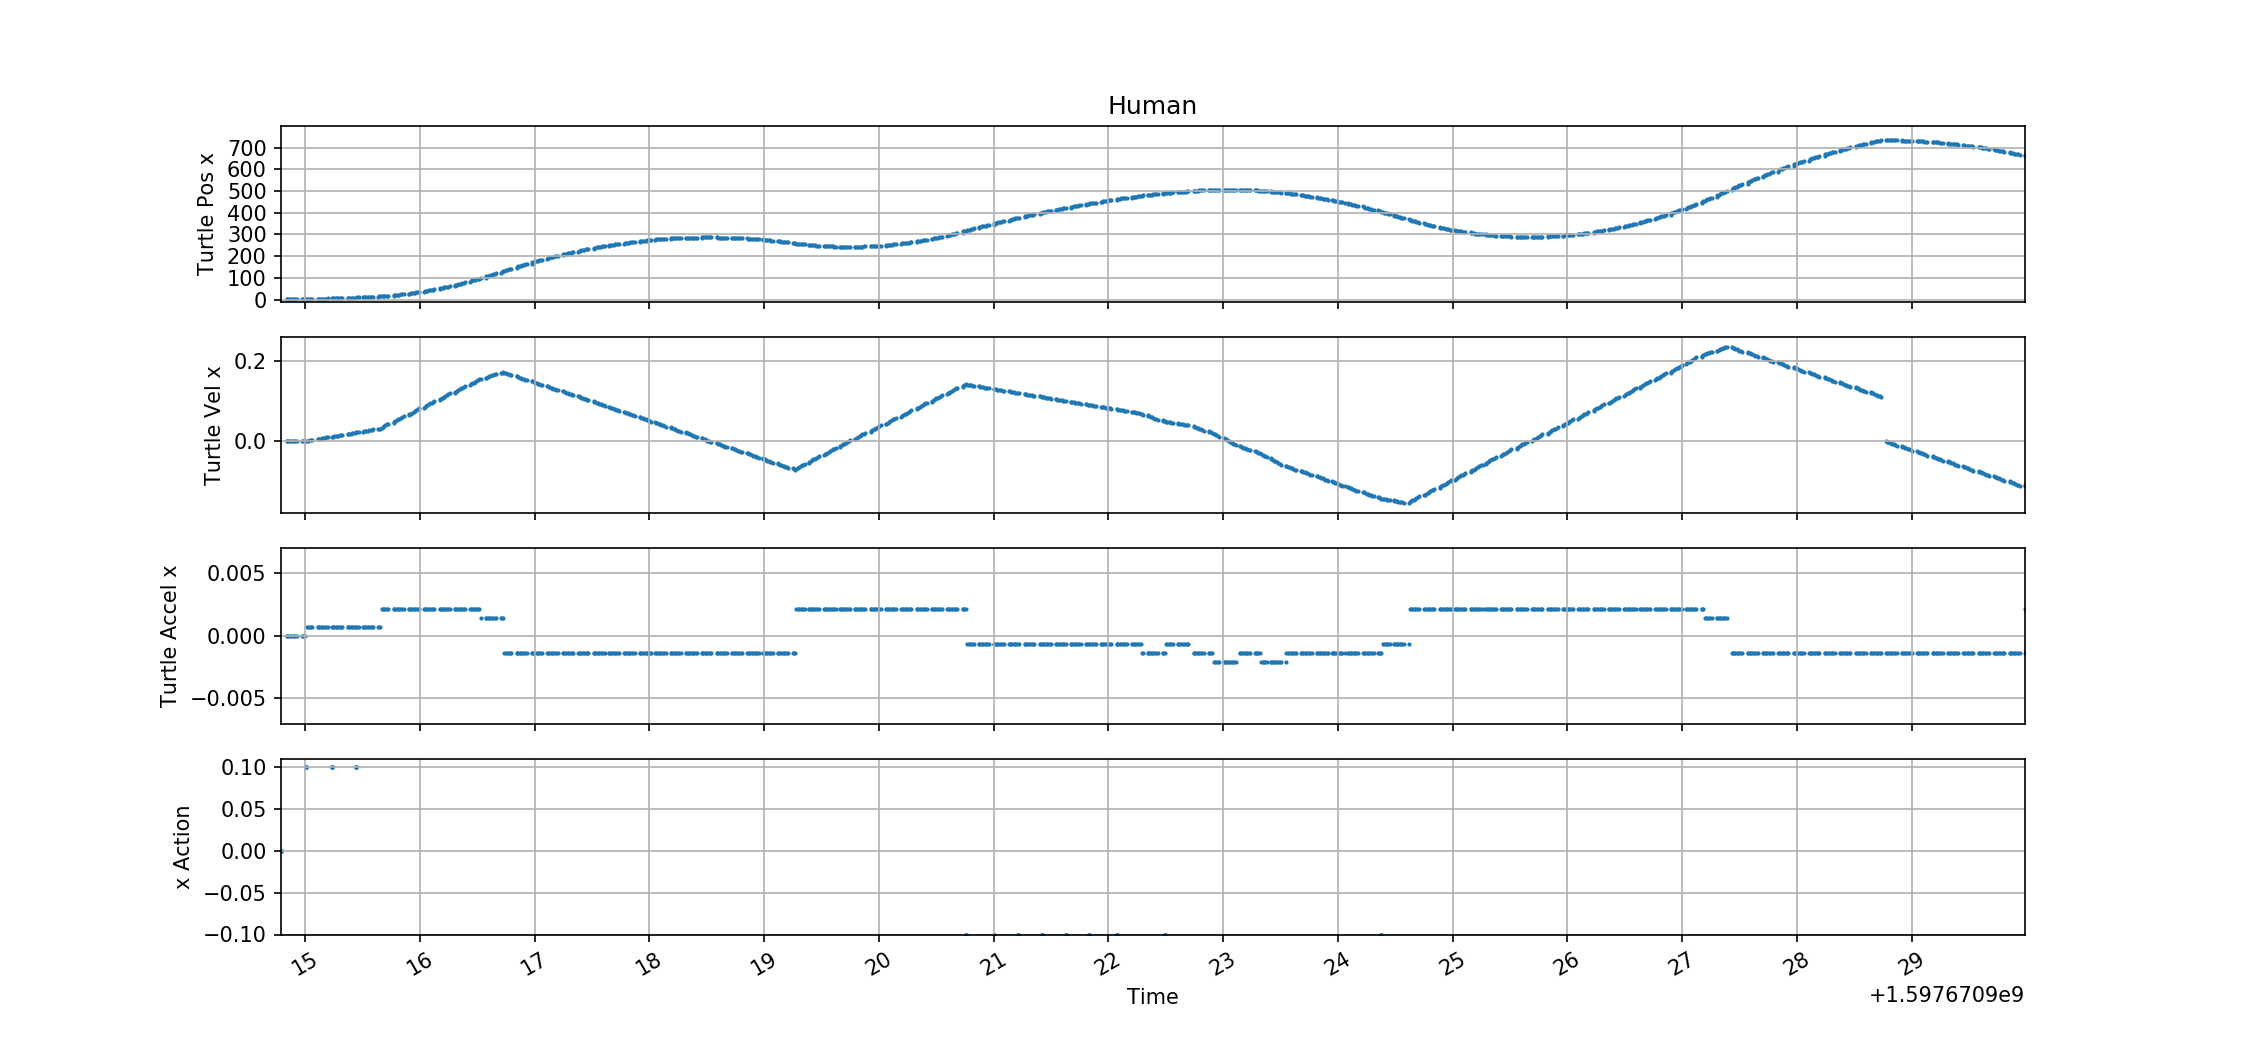 Human
Turtle Pos x
700
600
500
400
300
200
100
0
Turtle Vel x
0.2
0.0
Turtle Accel x
0.005
0.000
−0.005
x Action
0.10
0.05
0.00
−0.05
−0.10
15 16 17 18 19 20 21 22 23 24 25 26 27 28 29
Time
+1.5976709e9